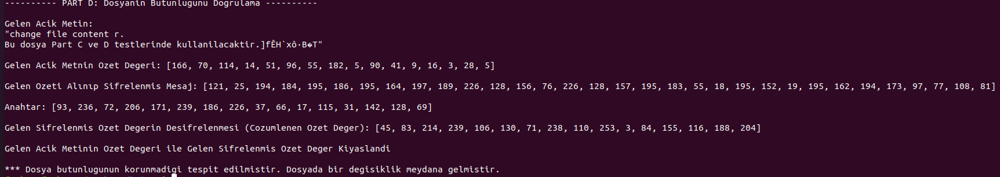 ---------- PART D: Dosyanin Butunlugunu Dogrulama ----------
Gelen Acik Metin:
"change file content r.
Bu dosya Part C ve D testlerinde kullanilacaktir.]fÊH`xô·B�T"
Gelen Acik Metnin Ozet Degeri: [166, 70, 114, 14, 51, 96, 55, 182, 5, 90, 41, 9, 16, 3, 28, 5]
Gelen Ozeti Alınıp Sifrelenmis Mesaj: [121, 25, 194, 184, 195, 186, 195, 164, 197, 189, 226, 128, 156, 76, 226, 128, 157, 195, 183, 55, 18, 195, 152, 19, 195, 162, 194, 173, 97, 77, 108, 81]
Anahtar: [93, 236, 72, 206, 171, 239, 186, 226, 37, 66, 17, 115, 31, 142, 128, 69]
Gelen Sifrelenmis Ozet Degerin Desifrelenmesi (Cozumlenen Ozet Deger): [45, 83, 214, 239, 106, 130, 71, 238, 110, 253, 3, 84, 155, 116, 188, 204]
Gelen Acik Metinin Ozet Degeri ile Gelen Sifrelenmis Ozet Deger Kiyaslandi
*** Dosya butunlugunun korunmadigi tespit edilmistir. Dosyada bir degisiklik meydana gelmistir.